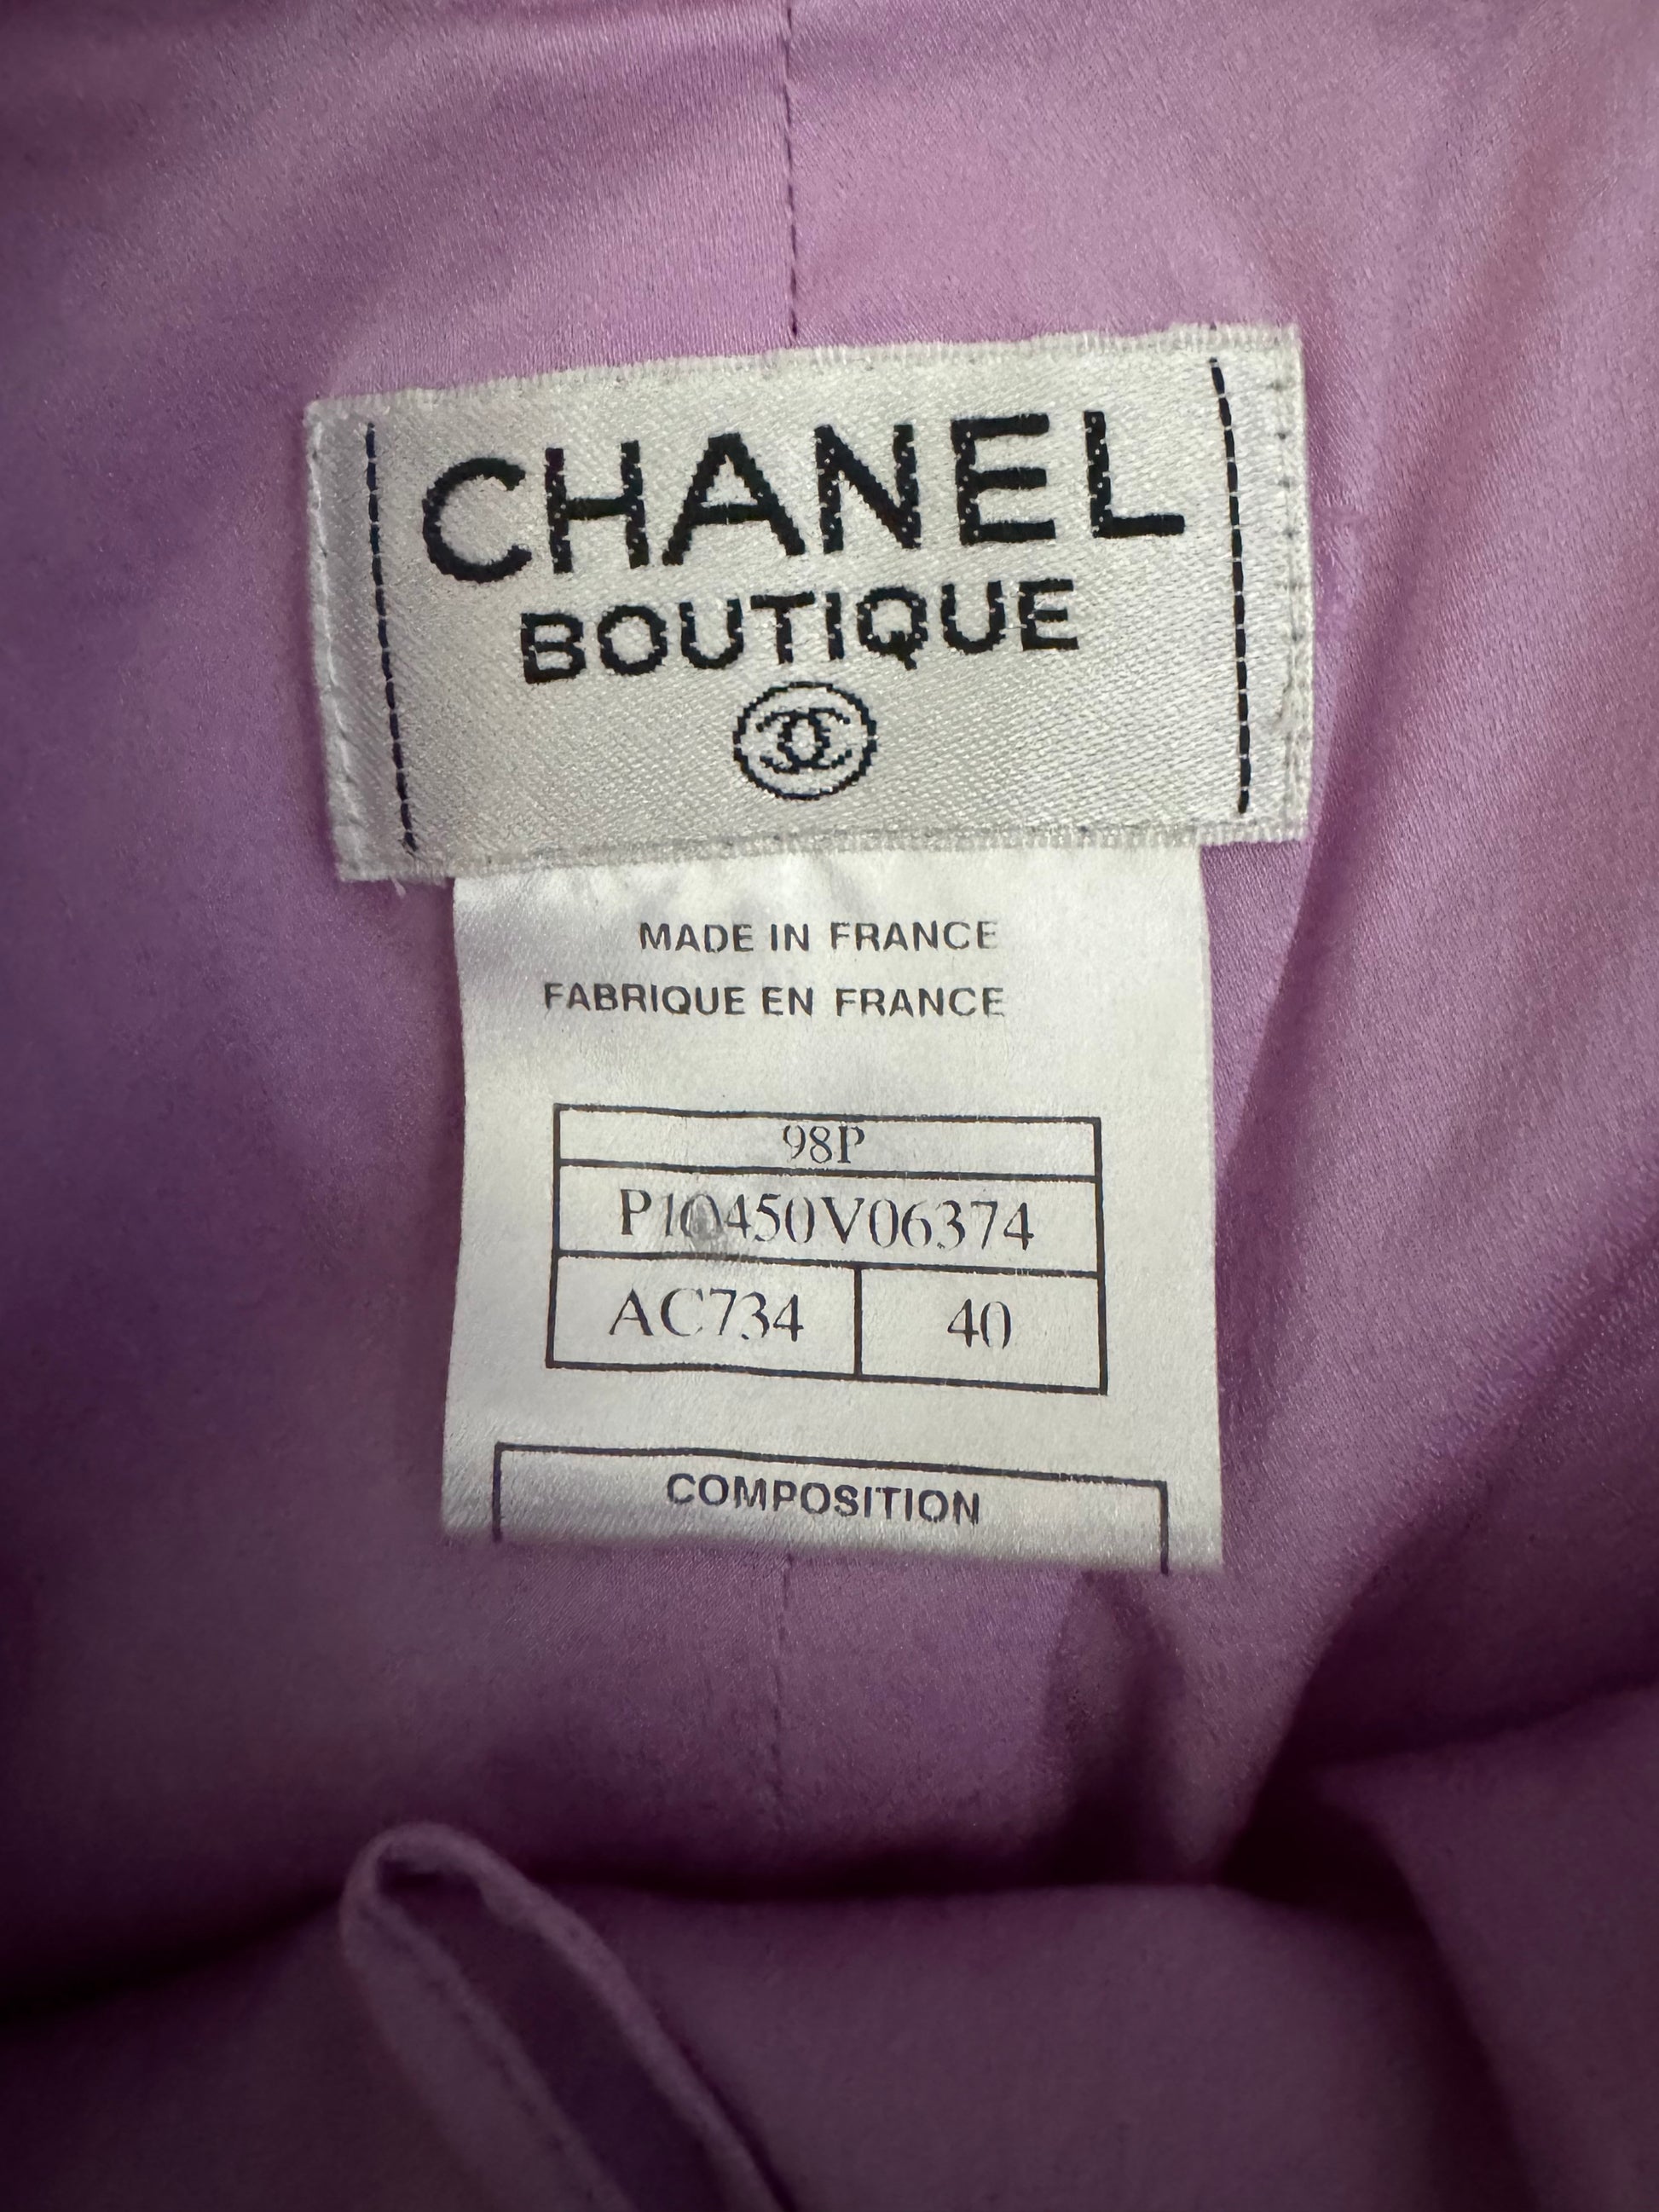 CHANEL
BOUTIQUE
MADE IN FRANCE
FABRIQUE EN FRANCE
98P
P10450V06374
AC734 40
COMPOSITION